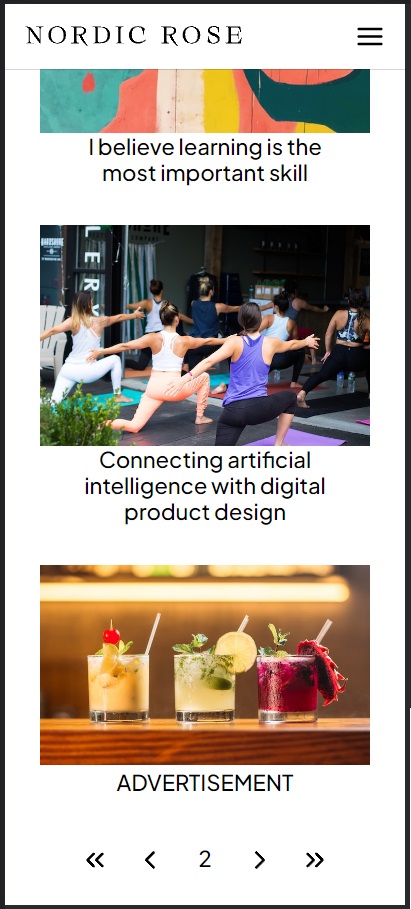 NORDIC ROSE
I believe learning is the
most important skill
Connecting artificial
intelligence with digital
product design
ADVERTISEMENT
2